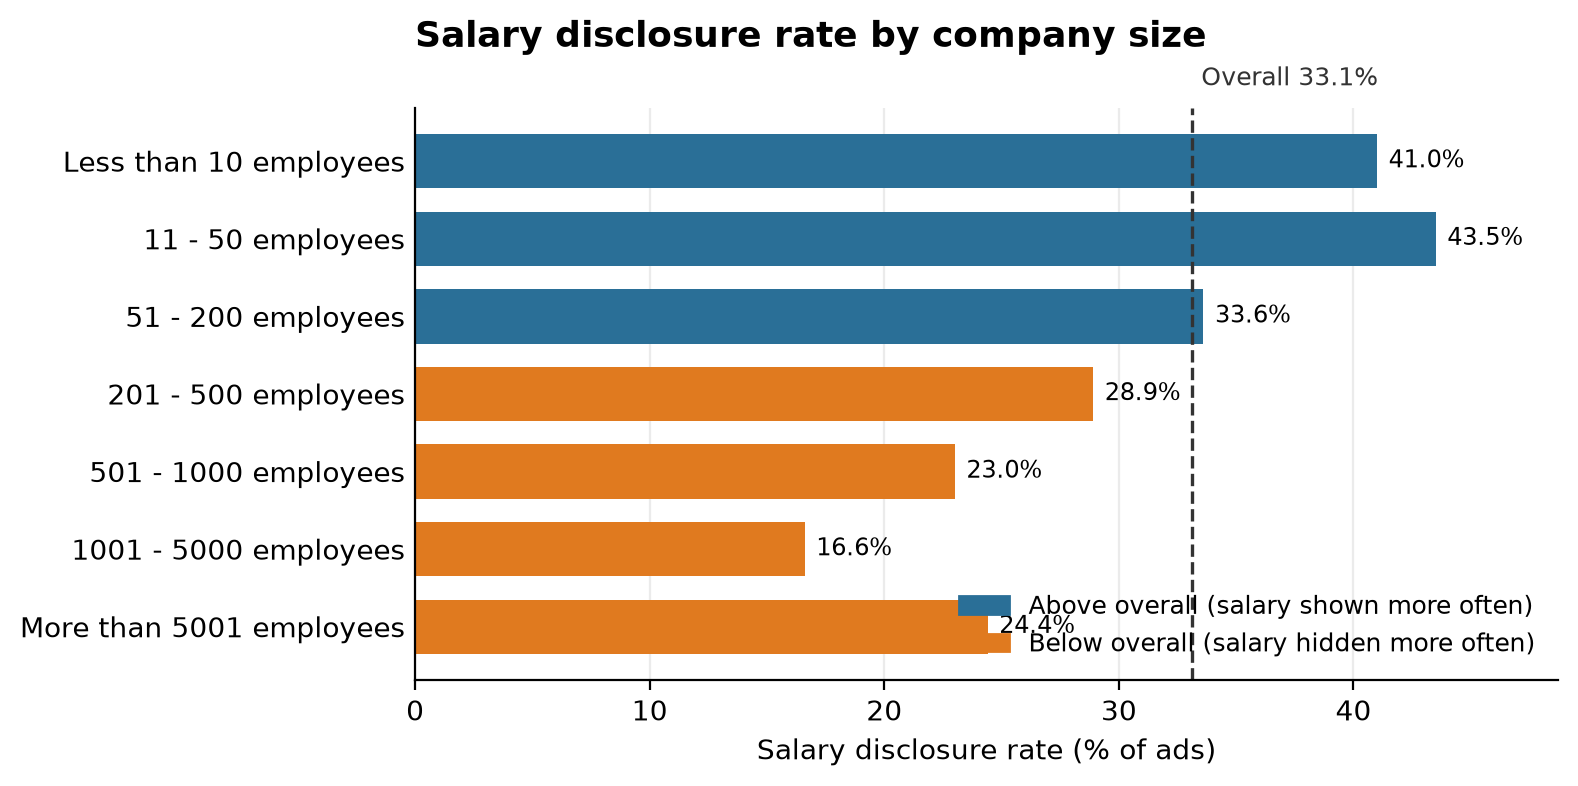 Salary disclosure rate by company size
Overall 33.1%
Less than 10 employees 41.0%
11 - 50 employees 43.5%
51 - 200 employees 33.6%
201 - 500 employees 28.9%
501 - 1000 employees 23.0%
1001 - 5000 employees 16.6%
Above overall (salary shown more often)
More than 5001 employees 24.4%
Below overall (salary hidden more often)
0 10 20 30 40
Salary disclosure rate (% of ads)